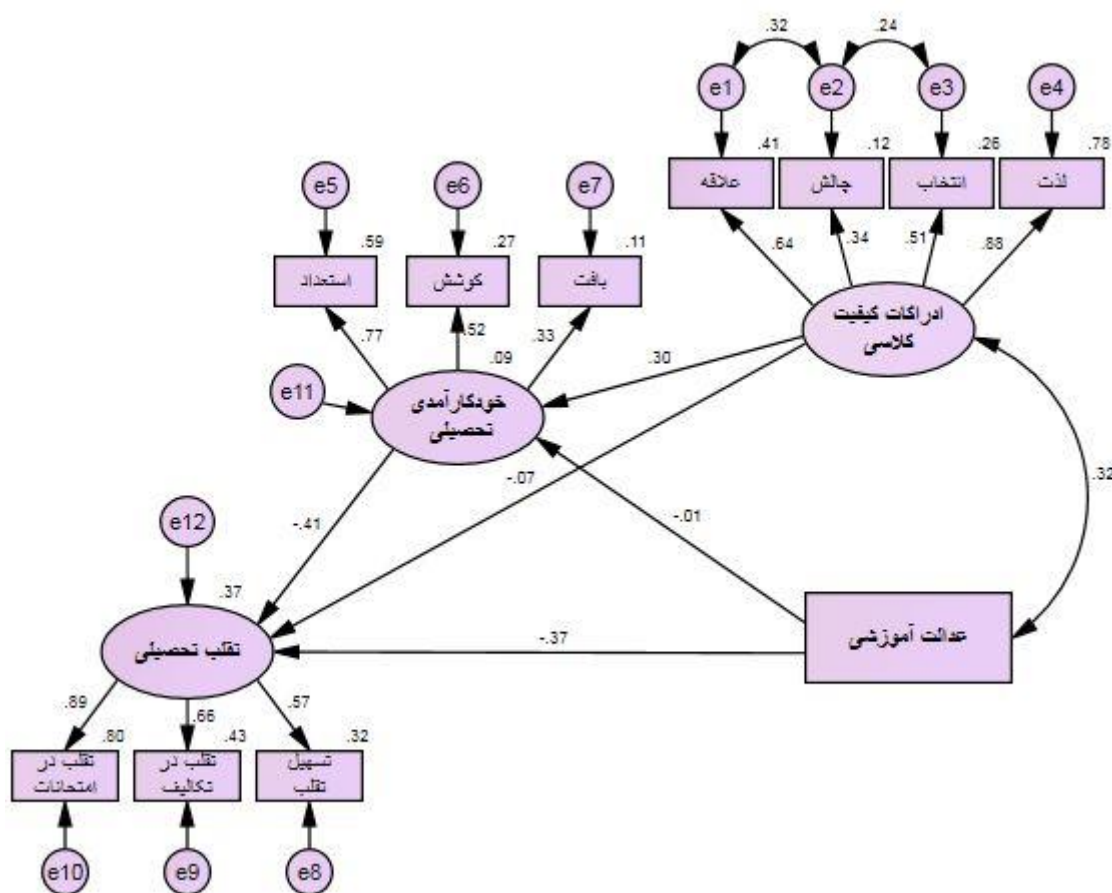 .32
.24
e1
e2
e3
e4
.41
.12
.26
.78
علاقه
چالش
انتخاب
لذت
e5
e6
e7
.64
.34
.51
.88
.59
.27
.11
استعداد
کوشش
بافت
ادراکات کیفیت
کلاسی
.77
.52
.33
.09
.30
e11
خودکارآمدی
تحصیلی
-.07
.32
-.41
-.01
e12
.37
تقلب تحصیلی
-.37
عدالت آموزشی
.89
.66
.57
.80
.43
.32
تقلب در
امتحانات
تقلب در
تکالیف
تسهیل
تقلب
e10
e9
e8